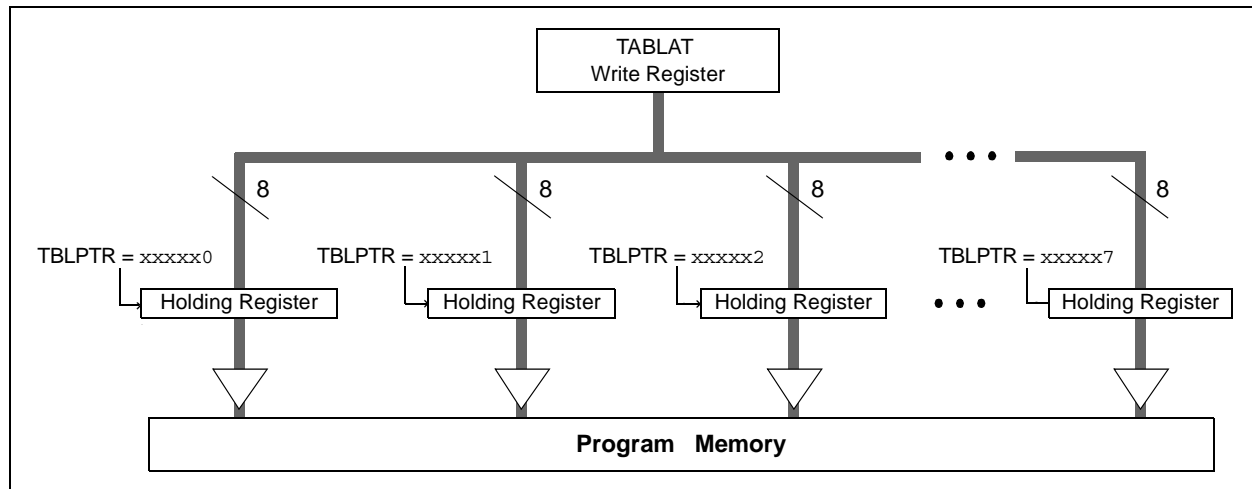 TABLAT
Write Register
8 8 8 8
TBLPTR = xxxxx0 TBLPTR = xxxxx1 TBLPTR = xxxxx2 TBLPTR = xxxxx7
Holding Register Holding Register Holding Register Holding Register
Program Memory